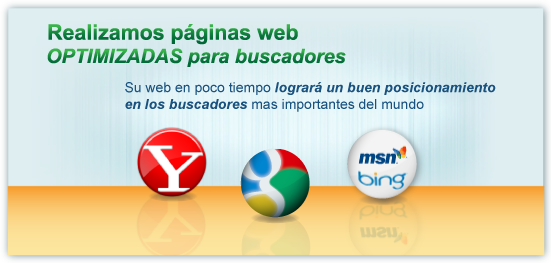 Realizamos páginas web
OPTIMIZADAS para buscadores
Su web en poco tiempo logrará un buen posicionamiento
en los buscadores mas importantes del mundo
Y
g
msn
bing